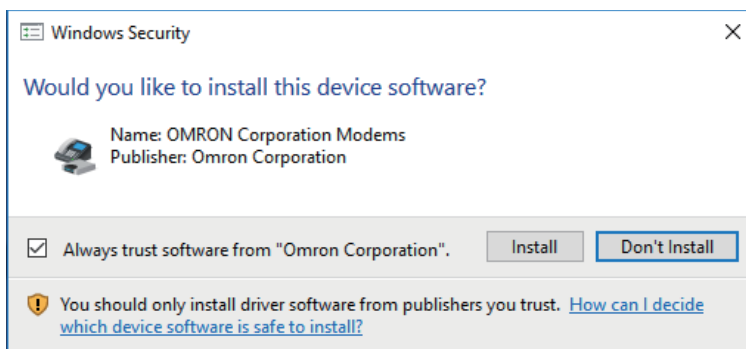 Windows Security
Would you like to install this device software?
Name: OMRON Corporation Modems
Publisher: Omron Corporation
Always trust software from "Omron Corporation".
Install
Don't Install
You should only install driver software from publishers you trust. How can I decide
which device software is safe to install?